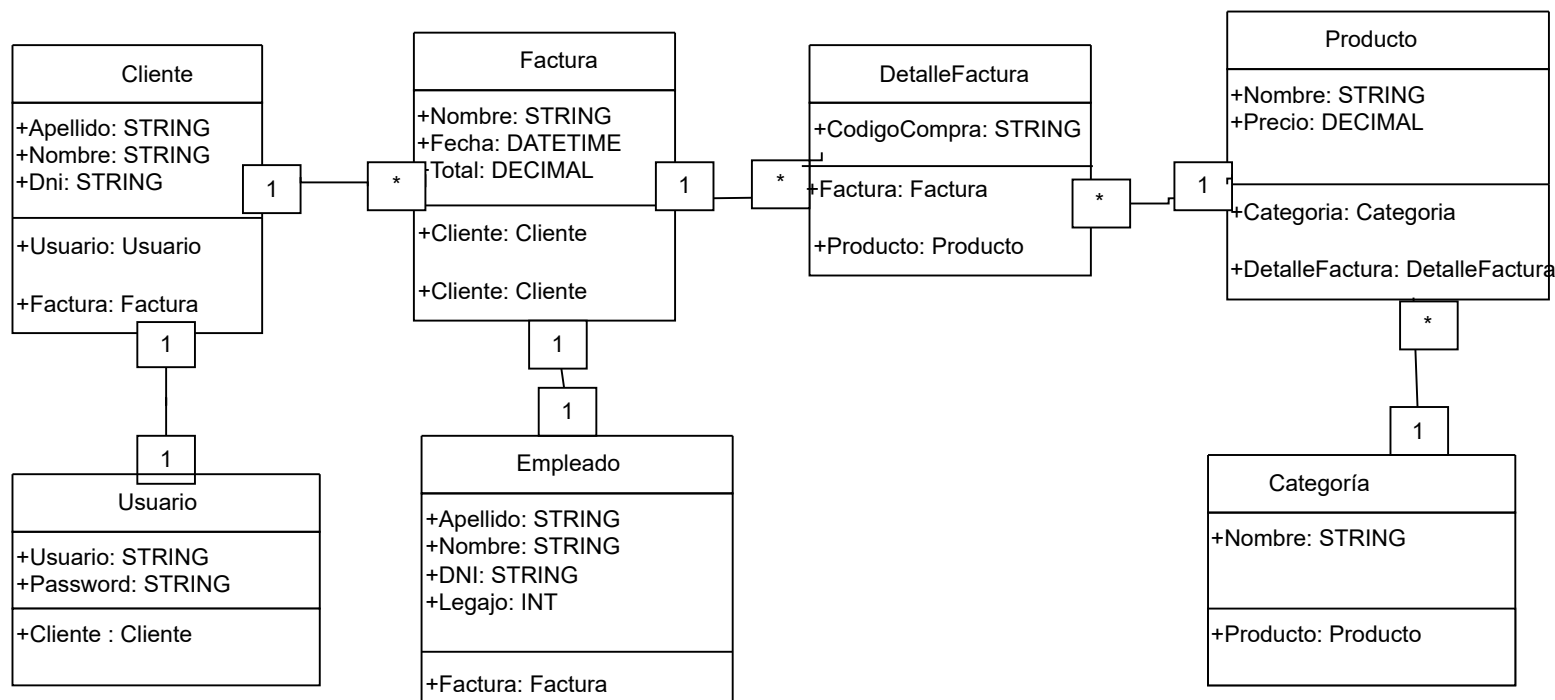 Cliente
+Apellido: STRING
+Nombre: STRING
+Dni: STRING
+Usuario: Usuario
+Factura: Factura
1
*
Factura
+Nombre: STRING
+Fecha: DATETIME
+Total: DECIMAL
+Cliente: Cliente
+Cliente: Cliente
1
*
DetalleFactura
+CodigoCompra: STRING
+Factura: Factura
+Producto: Producto
*
1
Producto
+Nombre: STRING
+Precio: DECIMAL
+Categoria: Categoria
+DetalleFactura: DetalleFactura
1
1
Usuario
+Usuario: STRING
+Password: STRING
+Cliente : Cliente
1
1
Empleado
+Apellido: STRING
+Nombre: STRING
+DNI: STRING
+Legajo: INT
+Factura: Factura
*
1
Categoría
+Nombre: STRING
+Producto: Producto